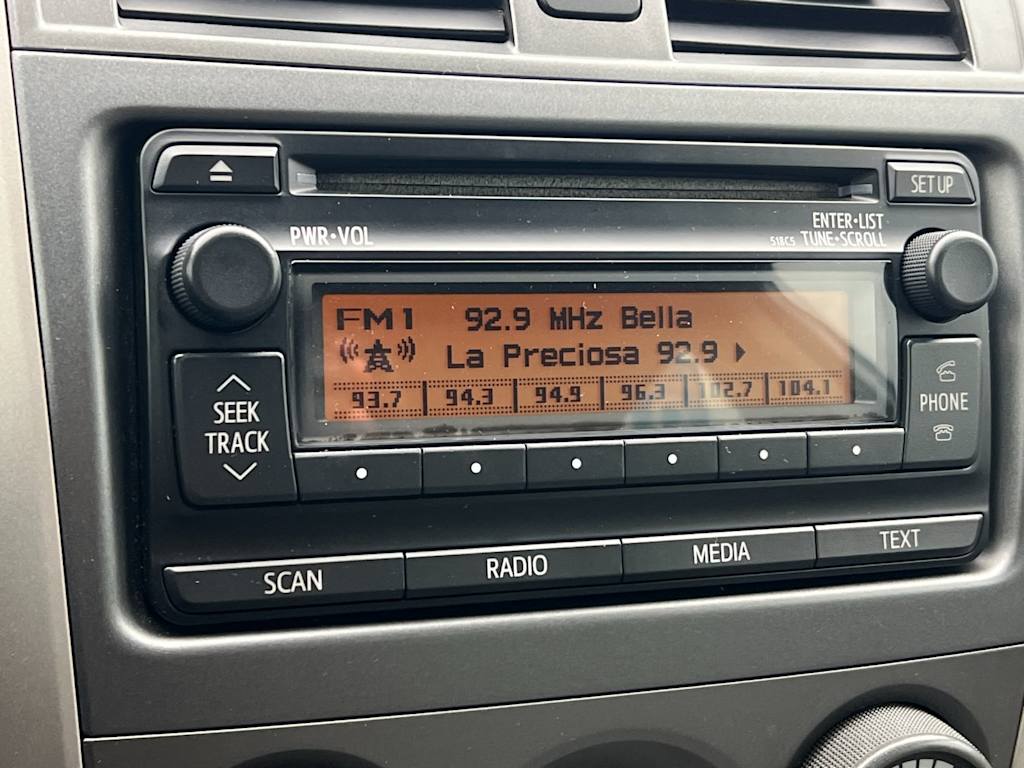 SET UP
PWR•VOL
ENTER•LIST
518C5 TUNE•SCROLL
FM1 92.9 MHz Bella
La Preciosa 92.9
93.7 94.3 94.9 96.3 102.7 104.1
SEEK
TRACK
PHONE
SCAN RADIO MEDIA TEXT